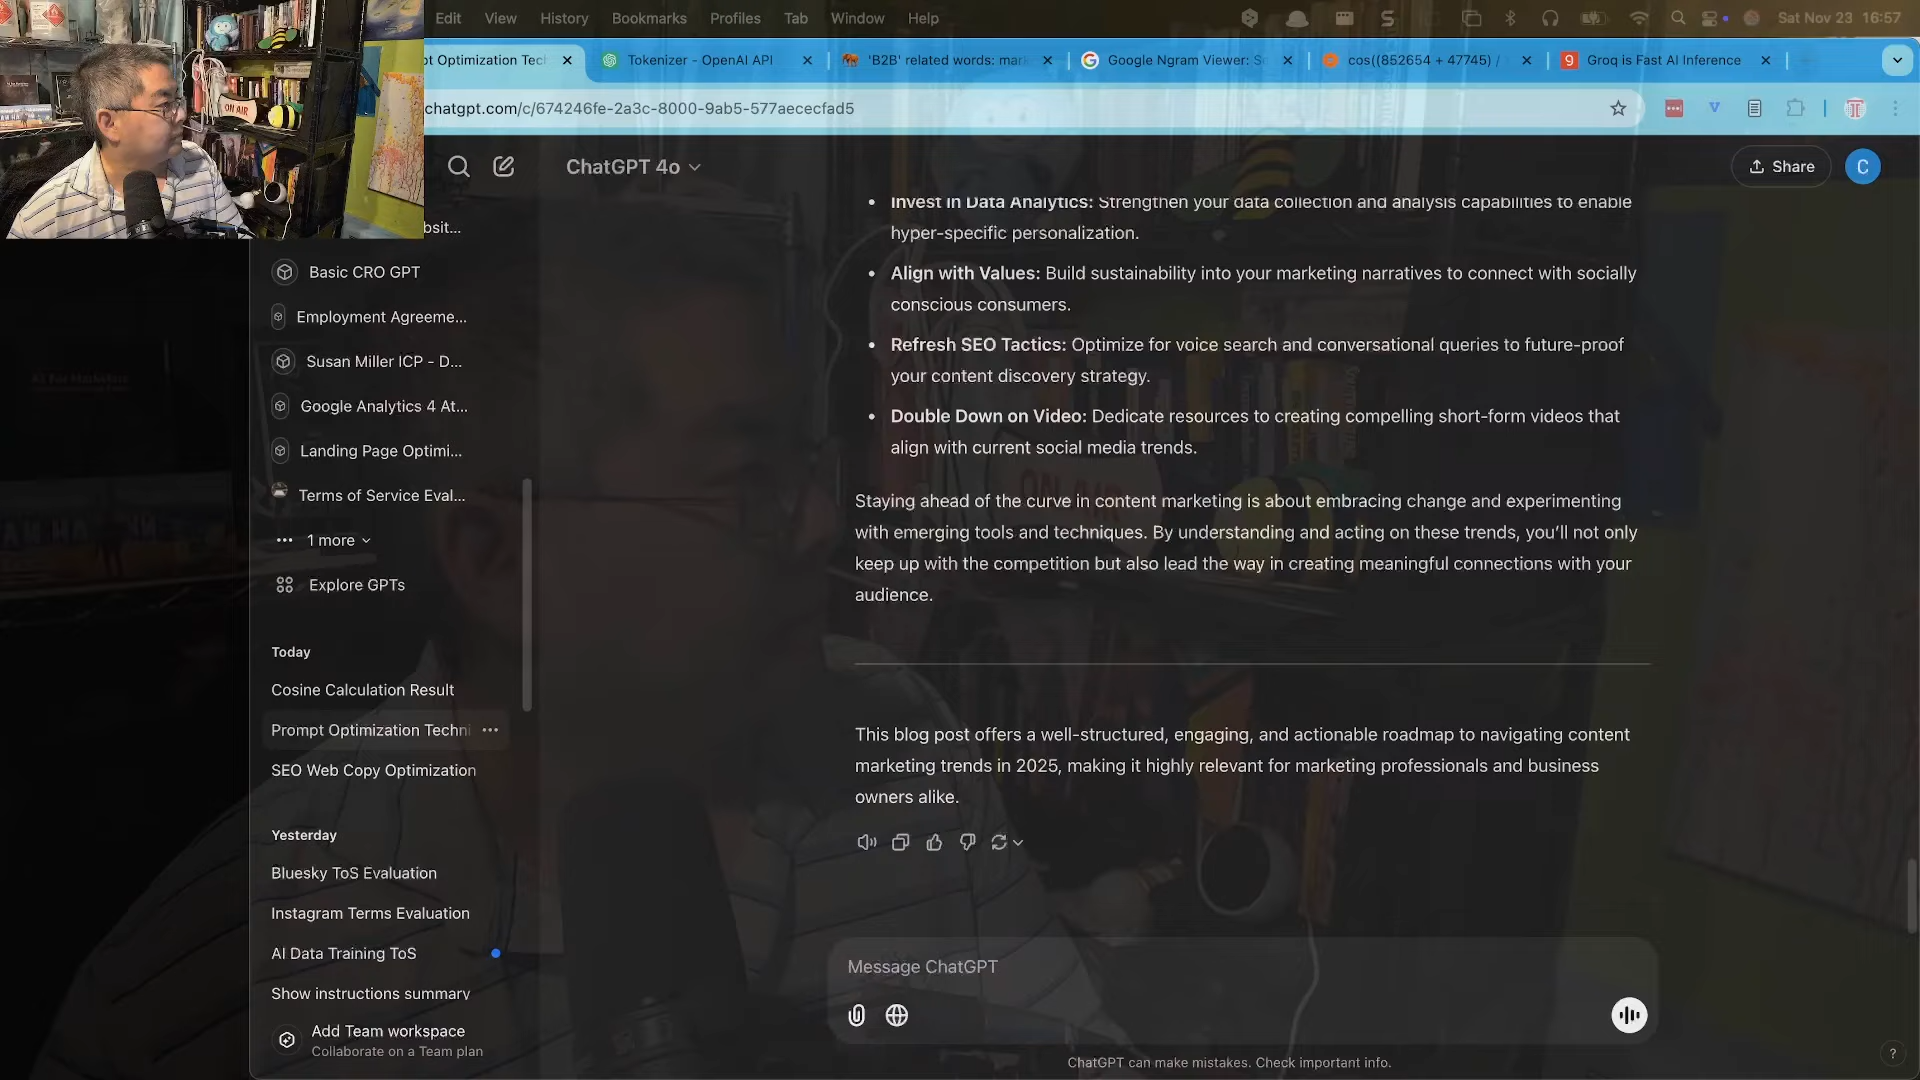 Edit View History Bookmarks Profiles Tab Window Help Sat Nov 23 16:57
pt Optimization Tec Tokenizer - OpenAI API 'B2B' related words: mar Google Ngram Viewer: S cos((852654 + 47745) / Groq is Fast AI Inference
chatgpt.com/c/674246fe-2a3c-8000-9ab5-577aececfad5
ChatGPT 4o Share C
ON AIR
bsit...
Basic CRO GPT
Employment Agreeme...
Susan Miller ICP - D...
Google Analytics 4 At...
Landing Page Optimi...
Terms of Service Eval...
1 more
Explore GPTs
Today
Cosine Calculation Result
Prompt Optimization Techni
SEO Web Copy Optimization
Yesterday
Bluesky ToS Evaluation
Instagram Terms Evaluation
AI Data Training ToS
Show instructions summary
Add Team workspace
Collaborate on a Team plan
• Invest in Data Analytics: Strengthen your data collection and analysis capabilities to enable
hyper-specific personalization.
• Align with Values: Build sustainability into your marketing narratives to connect with socially
conscious consumers.
• Refresh SEO Tactics: Optimize for voice search and conversational queries to future-proof
your content discovery strategy.
• Double Down on Video: Dedicate resources to creating compelling short-form videos that
align with current social media trends.
Staying ahead of the curve in content marketing is about embracing change and experimenting
with emerging tools and techniques. By understanding and acting on these trends, you'll not only
keep up with the competition but also lead the way in creating meaningful connections with your
audience.
This blog post offers a well-structured, engaging, and actionable roadmap to navigating content
marketing trends in 2025, making it highly relevant for marketing professionals and business
owners alike.
Message ChatGPT
ChatGPT can make mistakes. Check important info.
?